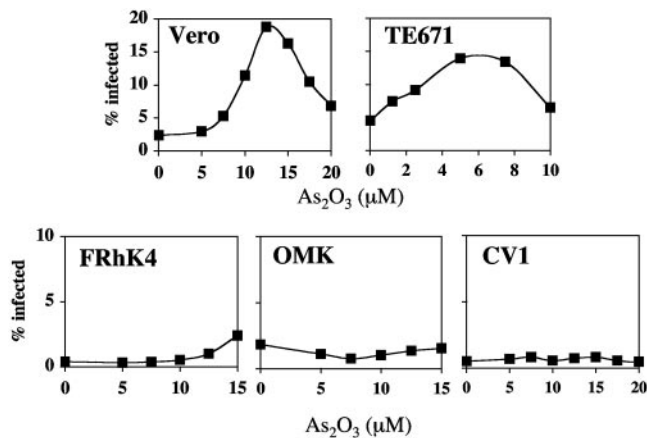 20
15
10
5
0
% infected
Vero
TE671
0 5 10 15 20
0 2 4 6 8 10
As₂O₃ (μM)
10
5
0
% infected
FRhK4
OMK
CV1
0 5 10 15
0 5 10 15
0 5 10 15 20
As₂O₃ (μM)